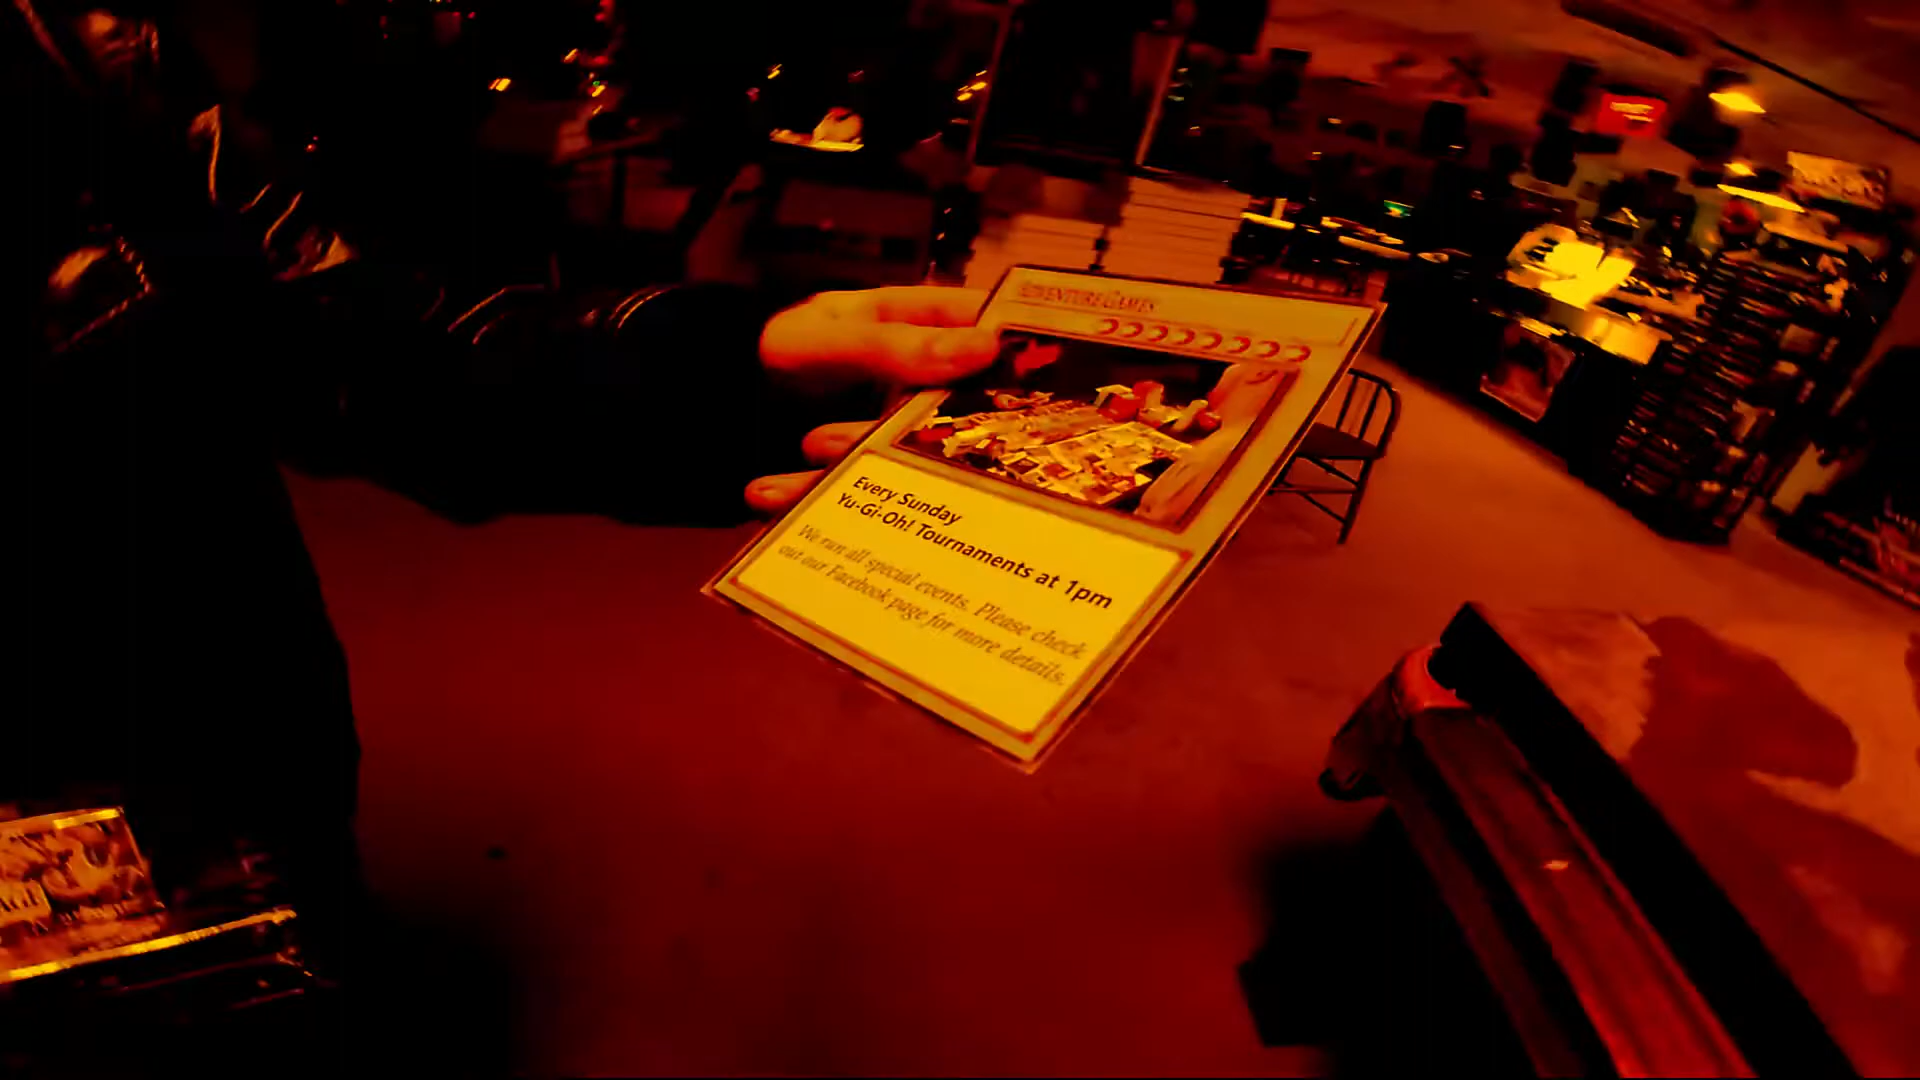 ADVENTURE GAMES
Every Sunday
Yu-Gi-Oh! Tournaments at 1pm
We run all special events. Please check
out our Facebook page for more details.